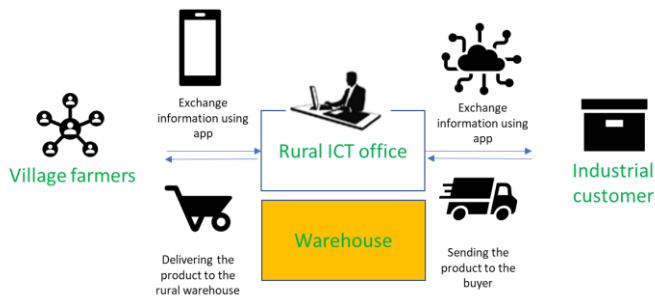 Exchange
information using
app
Village farmers
Delivering the
product to the
rural warehouse
Rural ICT office
Warehouse
Exchange
information using
app
Sending the
product to the
buyer
Industrial
customer